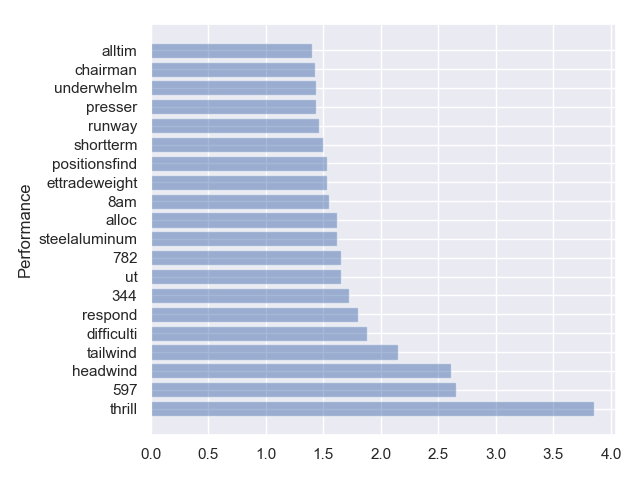 alltim
chairman
underwhelm
presser
runway
shortterm
positionsfind
ettradeweight
8am
alloc
steelaluminum
782
ut
344
respond
difficulti
tailwind
headwind
597
thrill
Performance
0.0 0.5 1.0 1.5 2.0 2.5 3.0 3.5 4.0